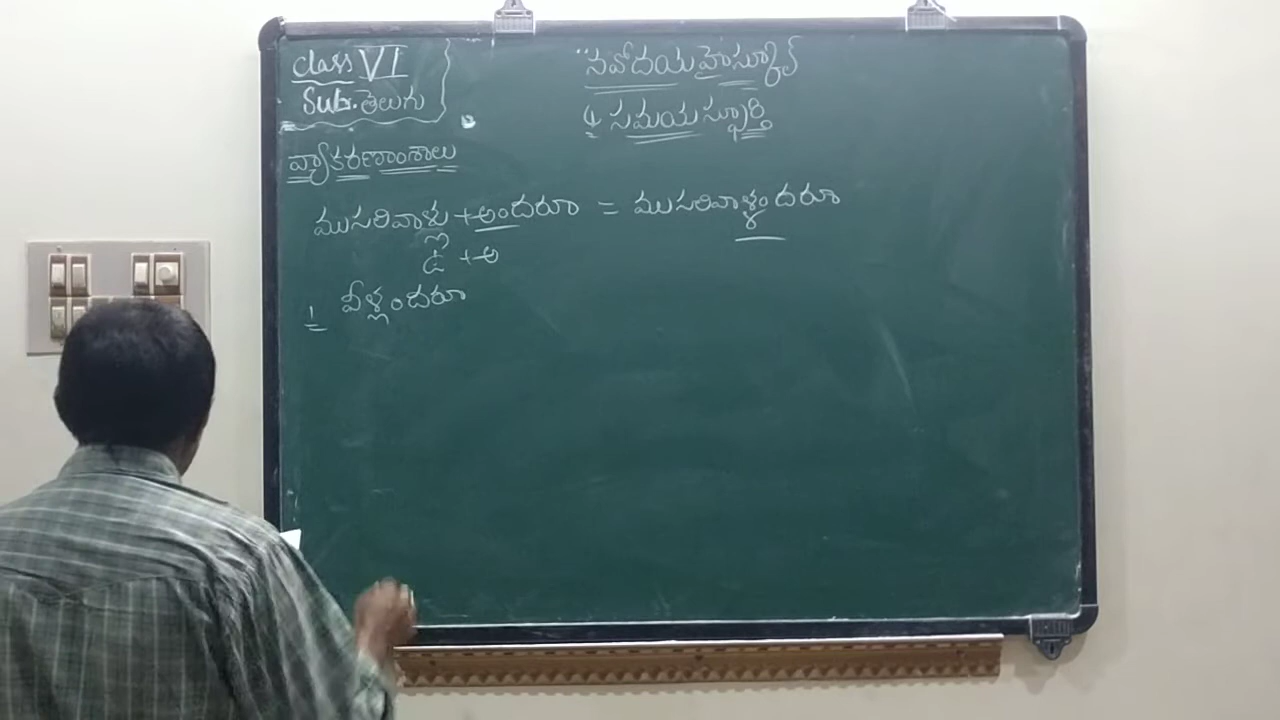 class VI
Sub. తెలుగు
"నవోదయ హైస్కూల్
4 సమయస్ఫూర్తి
వ్యాకరణాంశాలు
ముసలివాళ్లు + అందరూ = ముసలివాళ్లందరూ
ఉ + అ
1 వీళ్లందరూ